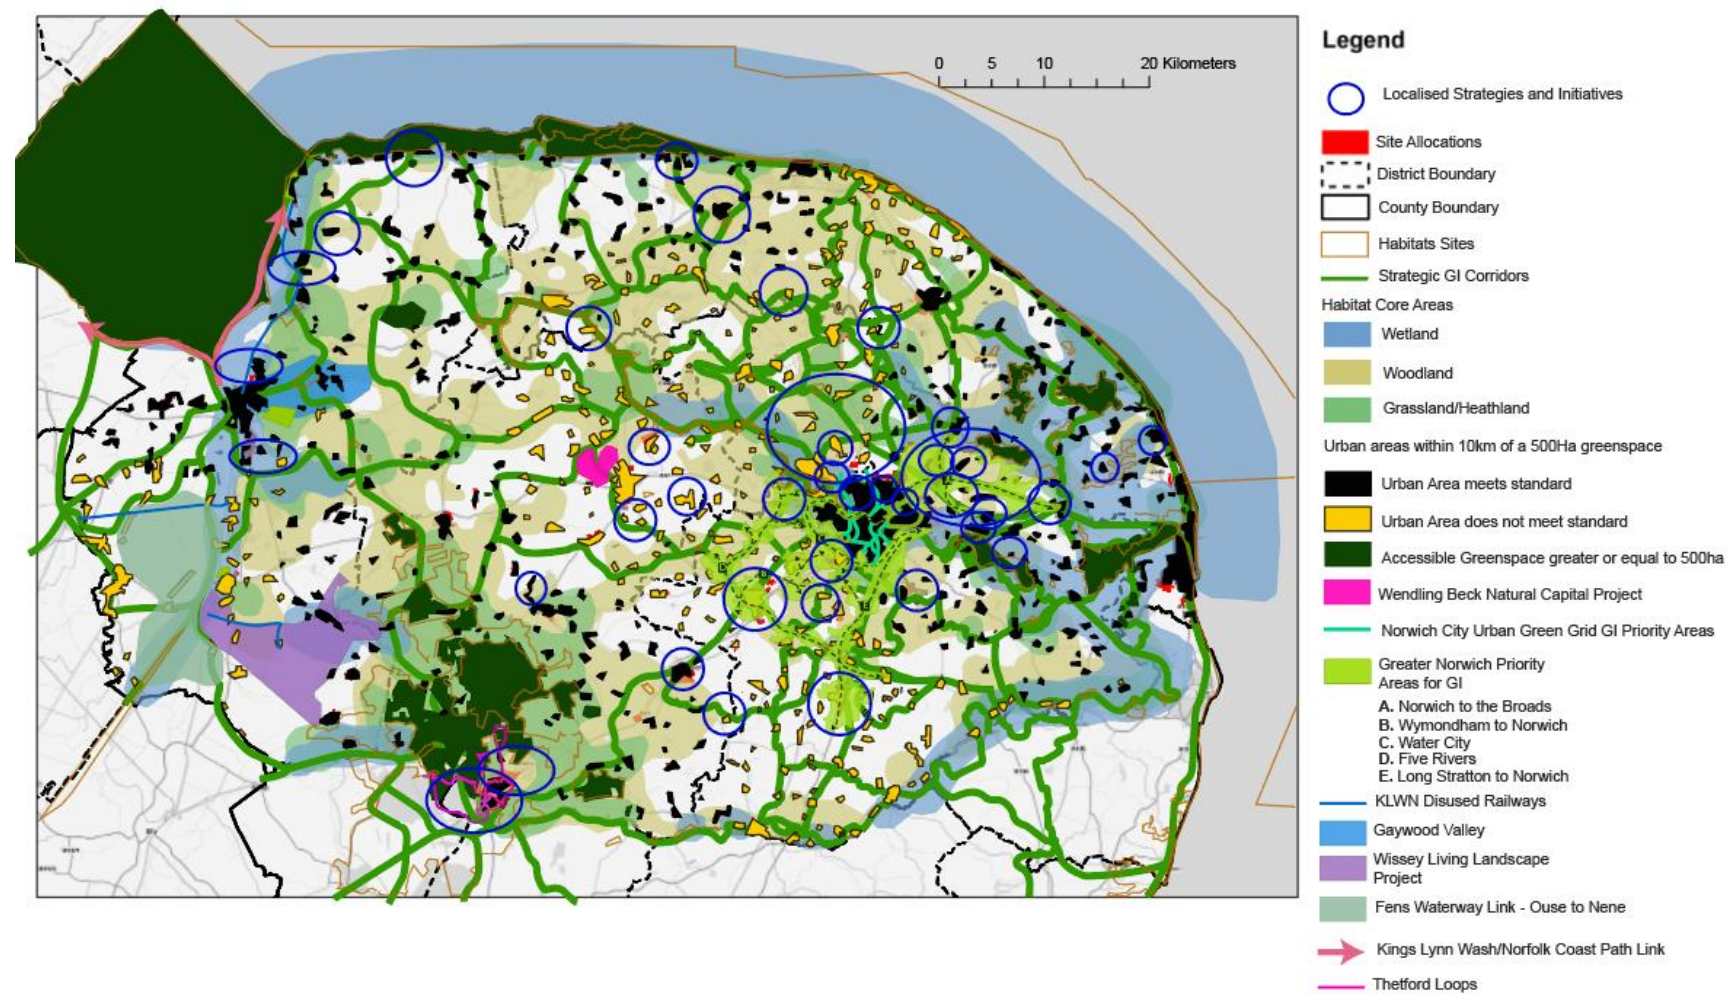 0 5 10 20 Kilometers
Legend
Localised Strategies and Initiatives
Site Allocations
District Boundary
County Boundary
Habitats Sites
Strategic GI Corridors
Habitat Core Areas
Wetland
Woodland
Grassland/Heathland
Urban areas within 10km of a 500Ha greenspace
Urban Area meets standard
Urban Area does not meet standard
Accessible Greenspace greater or equal to 500ha
Wendling Beck Natural Capital Project
Norwich City Urban Green Grid GI Priority Areas
Greater Norwich Priority
Areas for GI
A. Norwich to the Broads
B. Wymondham to Norwich
C. Water City
D. Five Rivers
E. Long Stratton to Norwich
KLWN Disused Railways
Gaywood Valley
Wissey Living Landscape
Project
Fens Waterway Link - Ouse to Nene
Kings Lynn Wash/Norfolk Coast Path Link
Thetford Loops
D
B
E